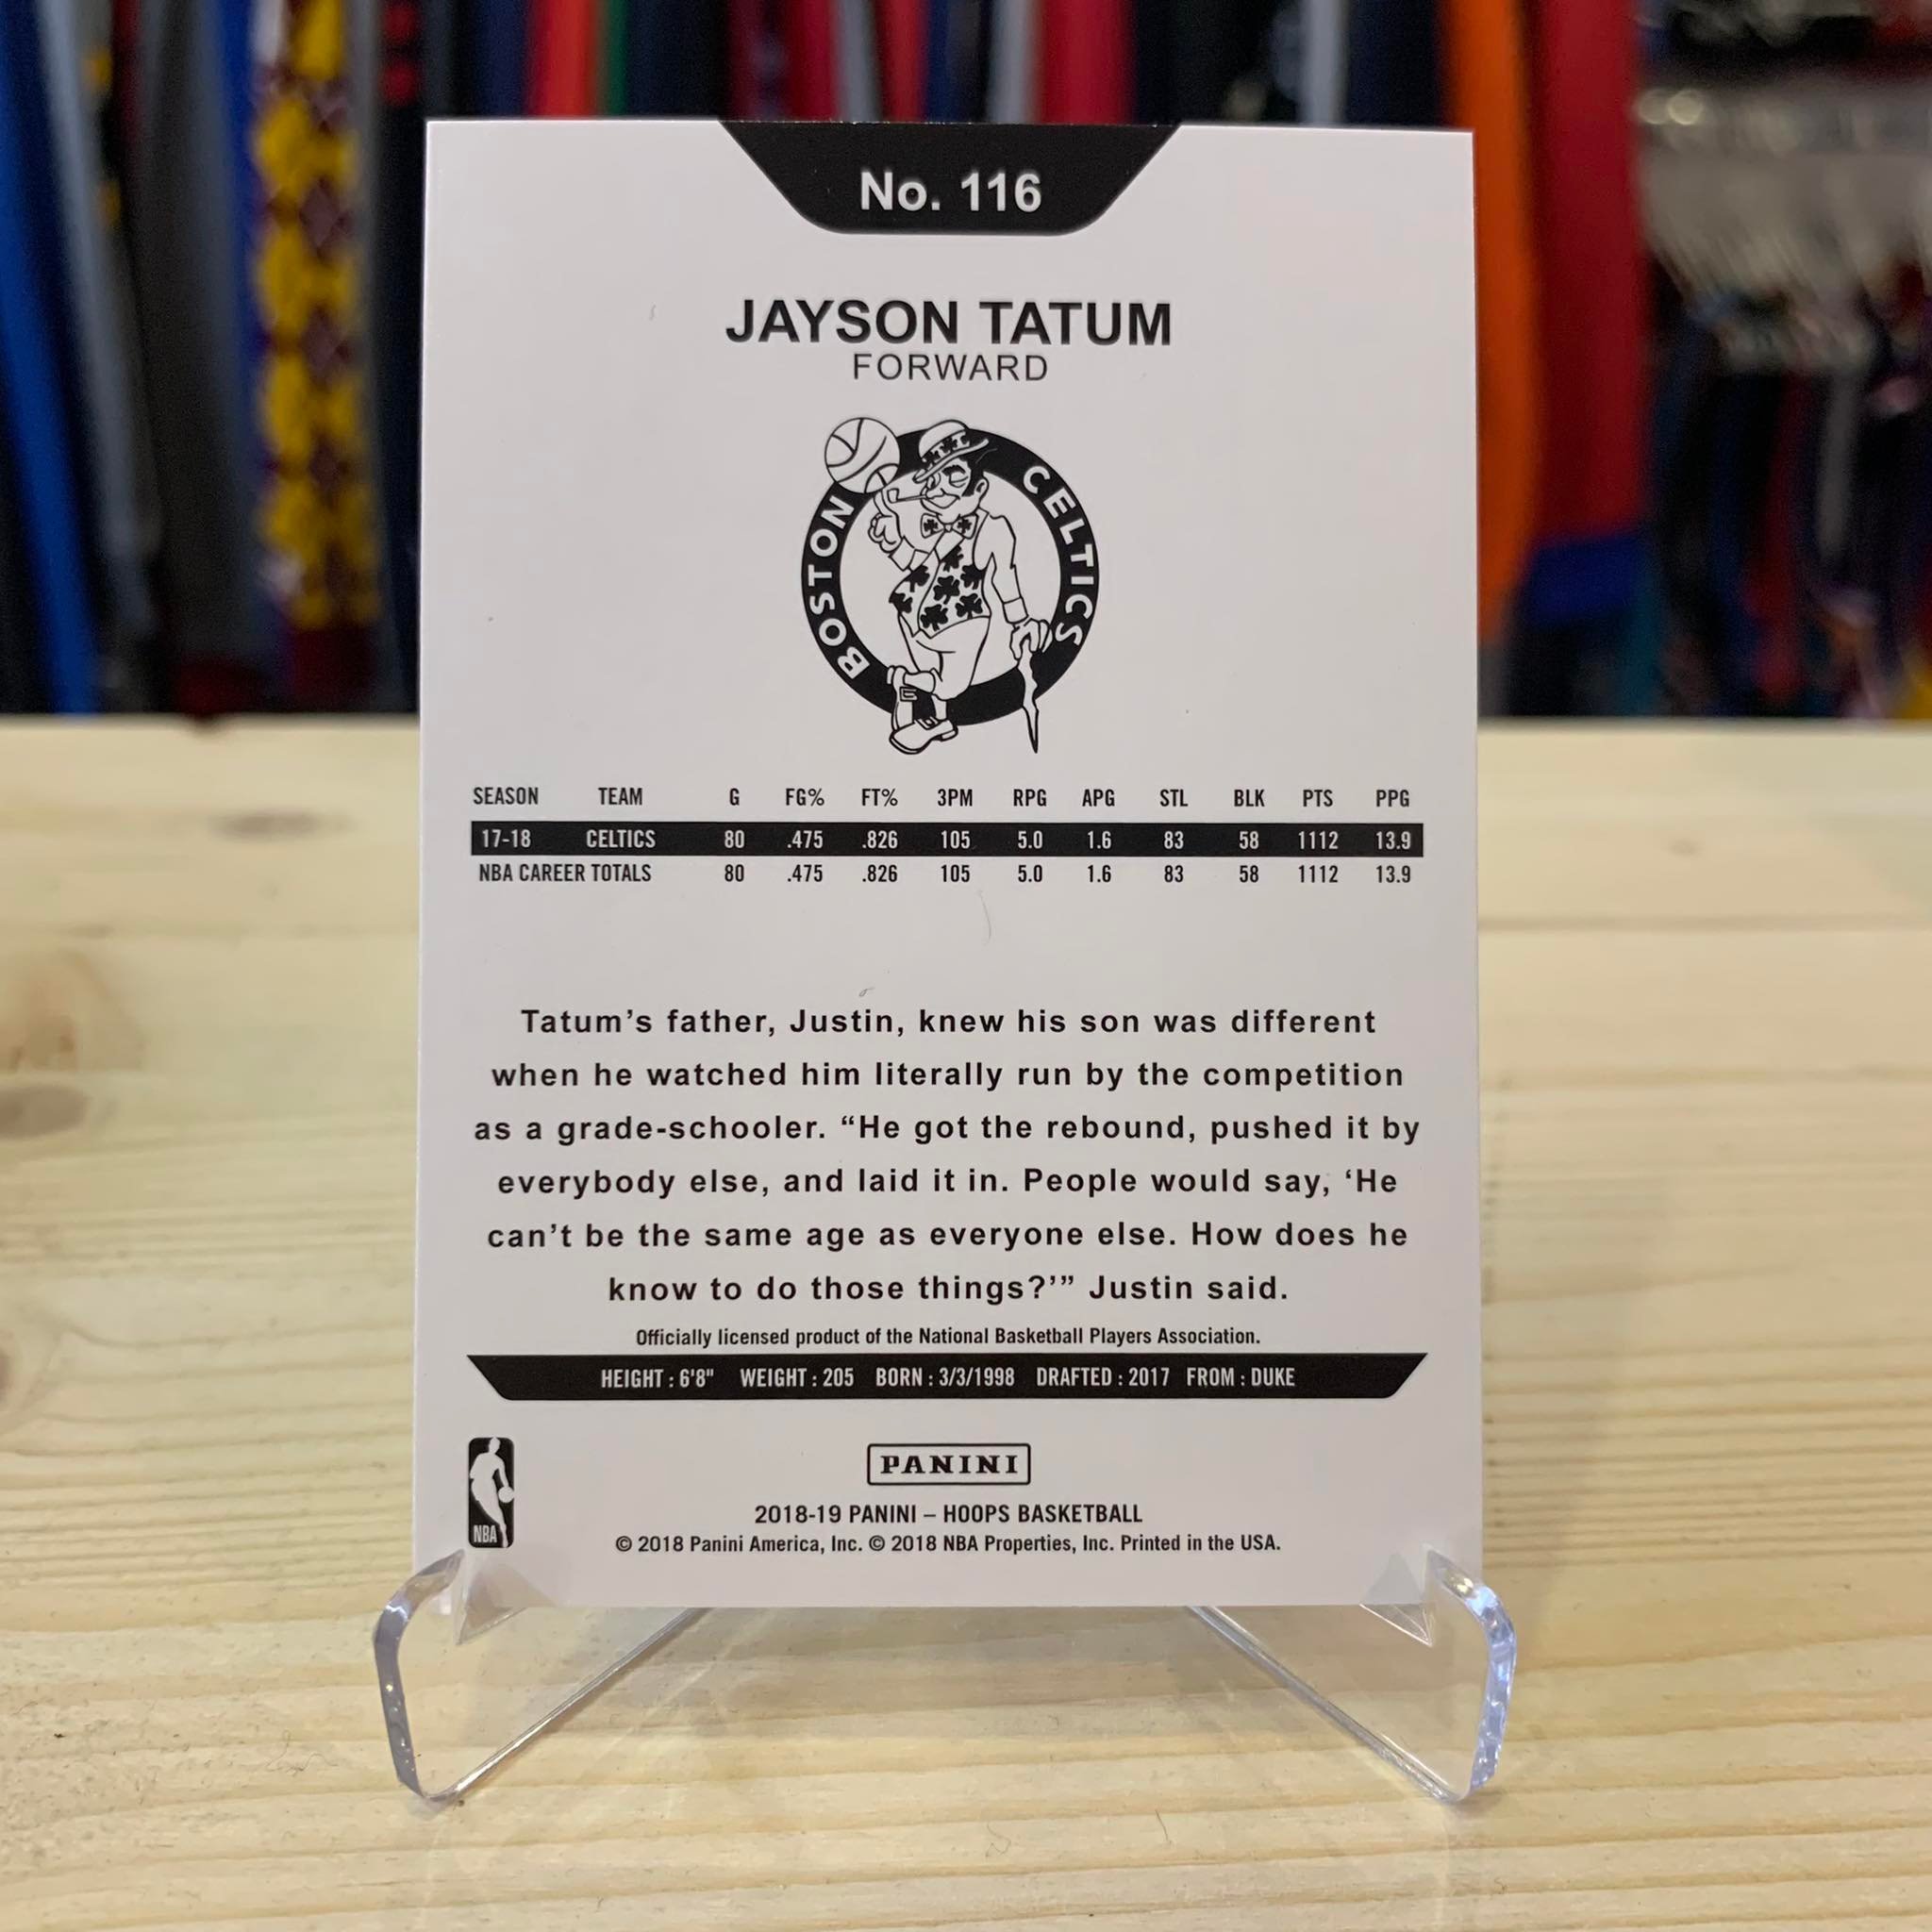 No. 116
JAYSON TATUM
FORWARD
BOSTON CELTICS
SEASON TEAM G FG% FT% 3PM RPG APG STL BLK PTS PPG
17-18 CELTICS 80 .475 .826 105 5.0 1.6 83 58 1112 13.9
NBA CAREER TOTALS 80 .475 .826 105 5.0 1.6 83 58 1112 13.9
Tatum’s father, Justin, knew his son was different
when he watched him literally run by the competition
as a grade-schooler. “He got the rebound, pushed it by
everybody else, and laid it in. People would say, ‘He
can’t be the same age as everyone else. How does he
know to do those things?’” Justin said.
Officially licensed product of the National Basketball Players Association.
HEIGHT : 6'8" WEIGHT : 205 BORN : 3/3/1998 DRAFTED : 2017 FROM : DUKE
NBA
PANINI
2018-19 PANINI – HOOPS BASKETBALL
© 2018 Panini America, Inc. © 2018 NBA Properties, Inc. Printed in the USA.